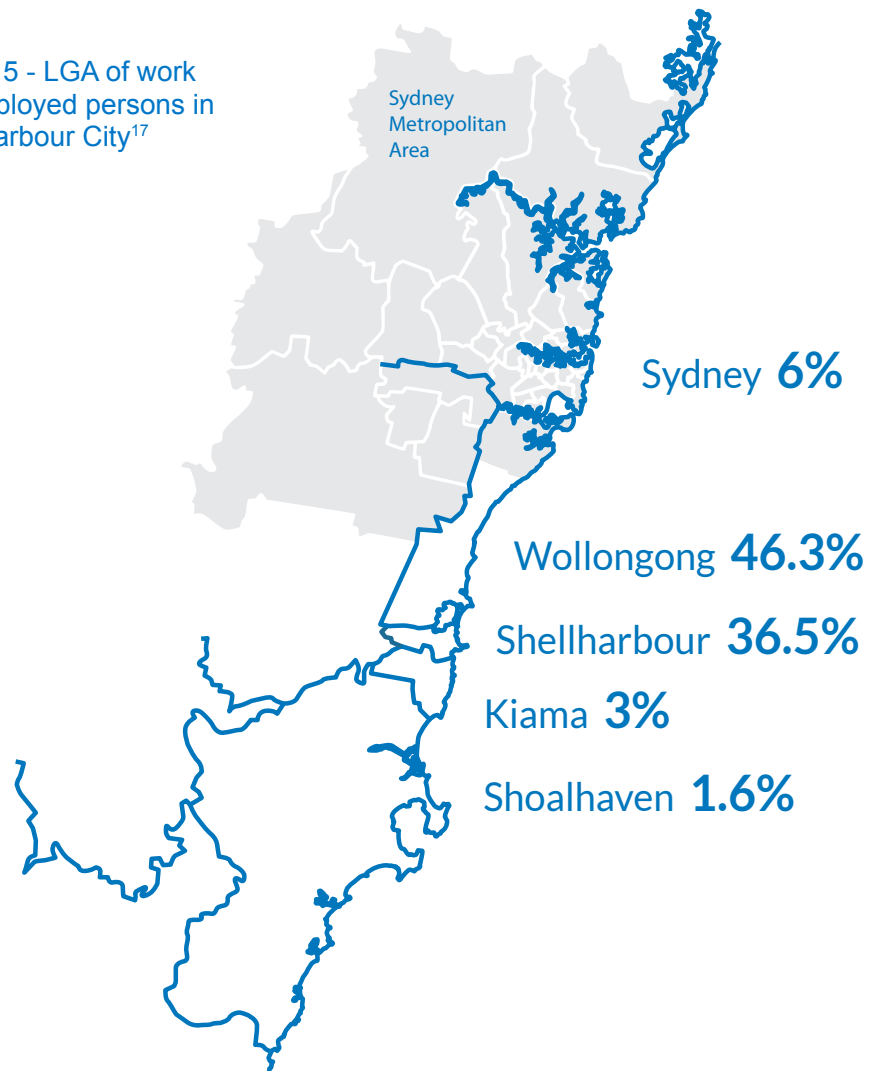 5 - LGA of work
ployed persons in
arbour City17
Sydney
Metropolitan
Area
Sydney 6%
Wollongong 46.3%
Shellharbour 36.5%
Kiama 3%
Shoalhaven 1.6%